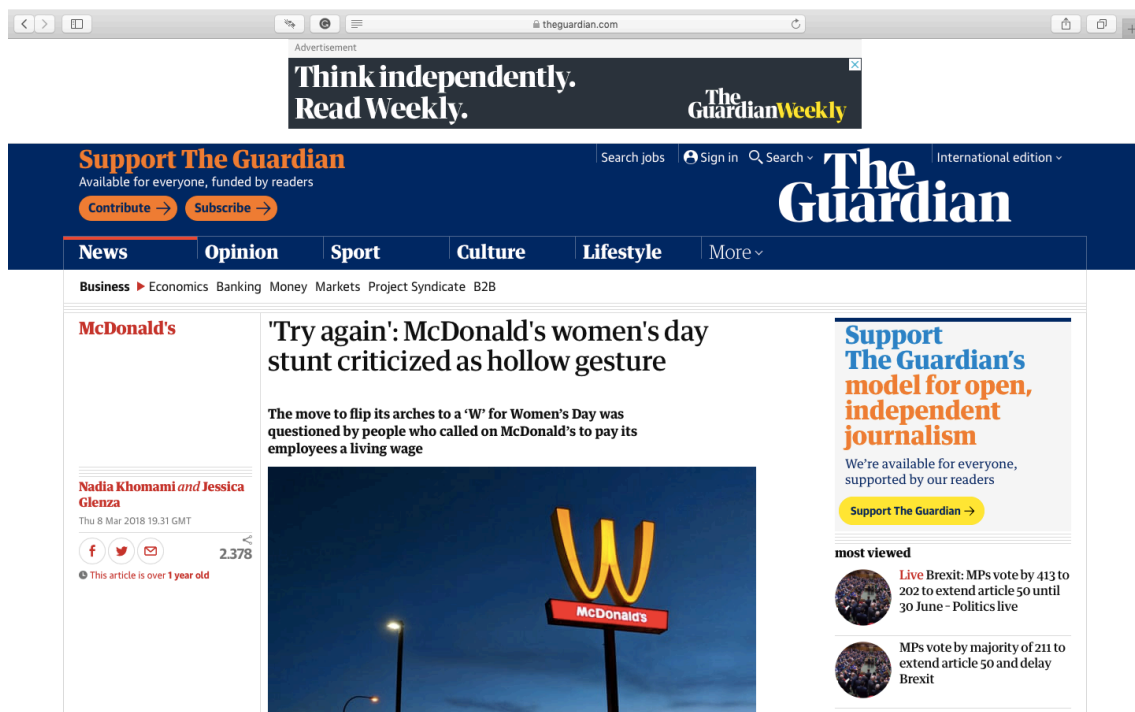 theguardian.com
Advertisement
Think independently.
Read Weekly.
The
GuardianWeekly
Support The Guardian
Available for everyone, funded by readers
Contribute →
Subscribe →
Search jobs
Sign in
Search
The
Guardian
International edition
News
Opinion
Sport
Culture
Lifestyle
More
Business
Economics
Banking
Money
Markets
Project Syndicate
B2B
McDonald's
'Try again': McDonald's women's day
stunt criticized as hollow gesture
The move to flip its arches to a ‘W’ for Women’s Day was
questioned by people who called on McDonald’s to pay its
employees a living wage
Nadia Khomami and Jessica
Glenza
Thu 8 Mar 2018 19.31 GMT
2.378
This article is over 1 year old
McDonald's
Support
The Guardian’s
model for open,
independent
journalism
We’re available for everyone,
supported by our readers
Support The Guardian →
most viewed
Live Brexit: MPs vote by 413 to
202 to extend article 50 until
30 June – Politics live
MPs vote by majority of 211 to
extend article 50 and delay
Brexit